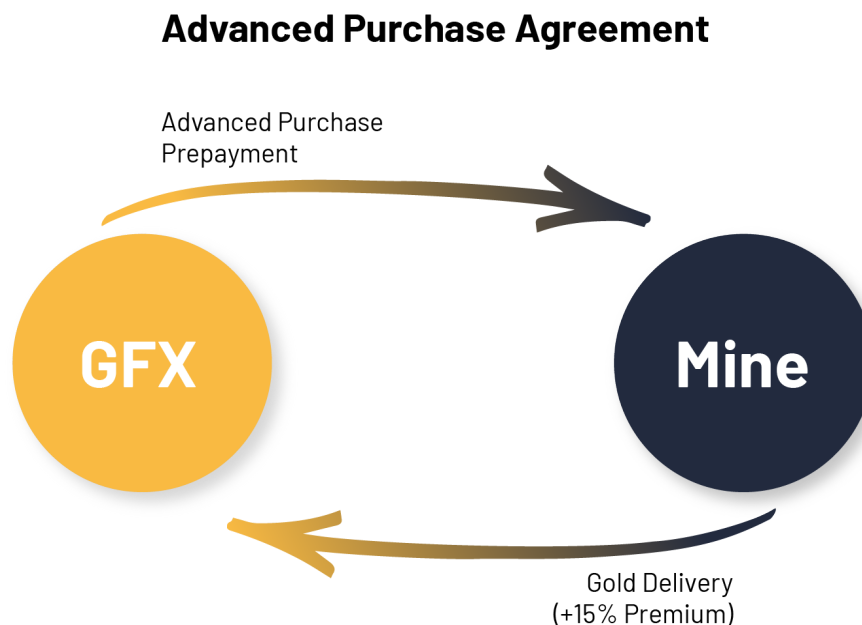 Advanced Purchase Agreement
Advanced Purchase
Prepayment
GFX
Mine
Gold Delivery
(+15% Premium)